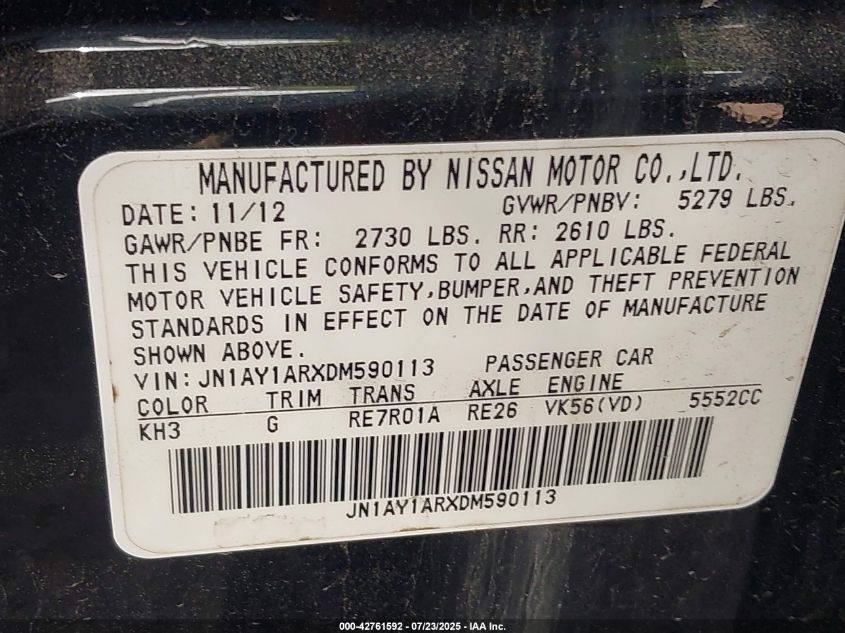 MANUFACTURED BY NISSAN MOTOR CO.,LTD.
DATE: 11/12 GVWR/PNBV: 5279 LBS.
GAWR/PNBE FR: 2730 LBS. RR: 2610 LBS.
THIS VEHICLE CONFORMS TO ALL APPLICABLE FEDERAL
MOTOR VEHICLE SAFETY,BUMPER,AND THEFT PREVENTION
STANDARDS IN EFFECT ON THE DATE OF MANUFACTURE
SHOWN ABOVE.
VIN: JN1AY1ARXDM590113 PASSENGER CAR
COLOR TRIM TRANS AXLE ENGINE
KH3 G RE7R01A RE26 VK56(VD) 5552CC
JN1AY1ARXDM590113
000-42761592 - 07/23/2025 - IAA Inc.